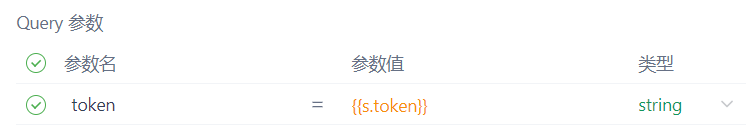 Query 参数
参数名 参数值 类型
token = {{s.token}} string